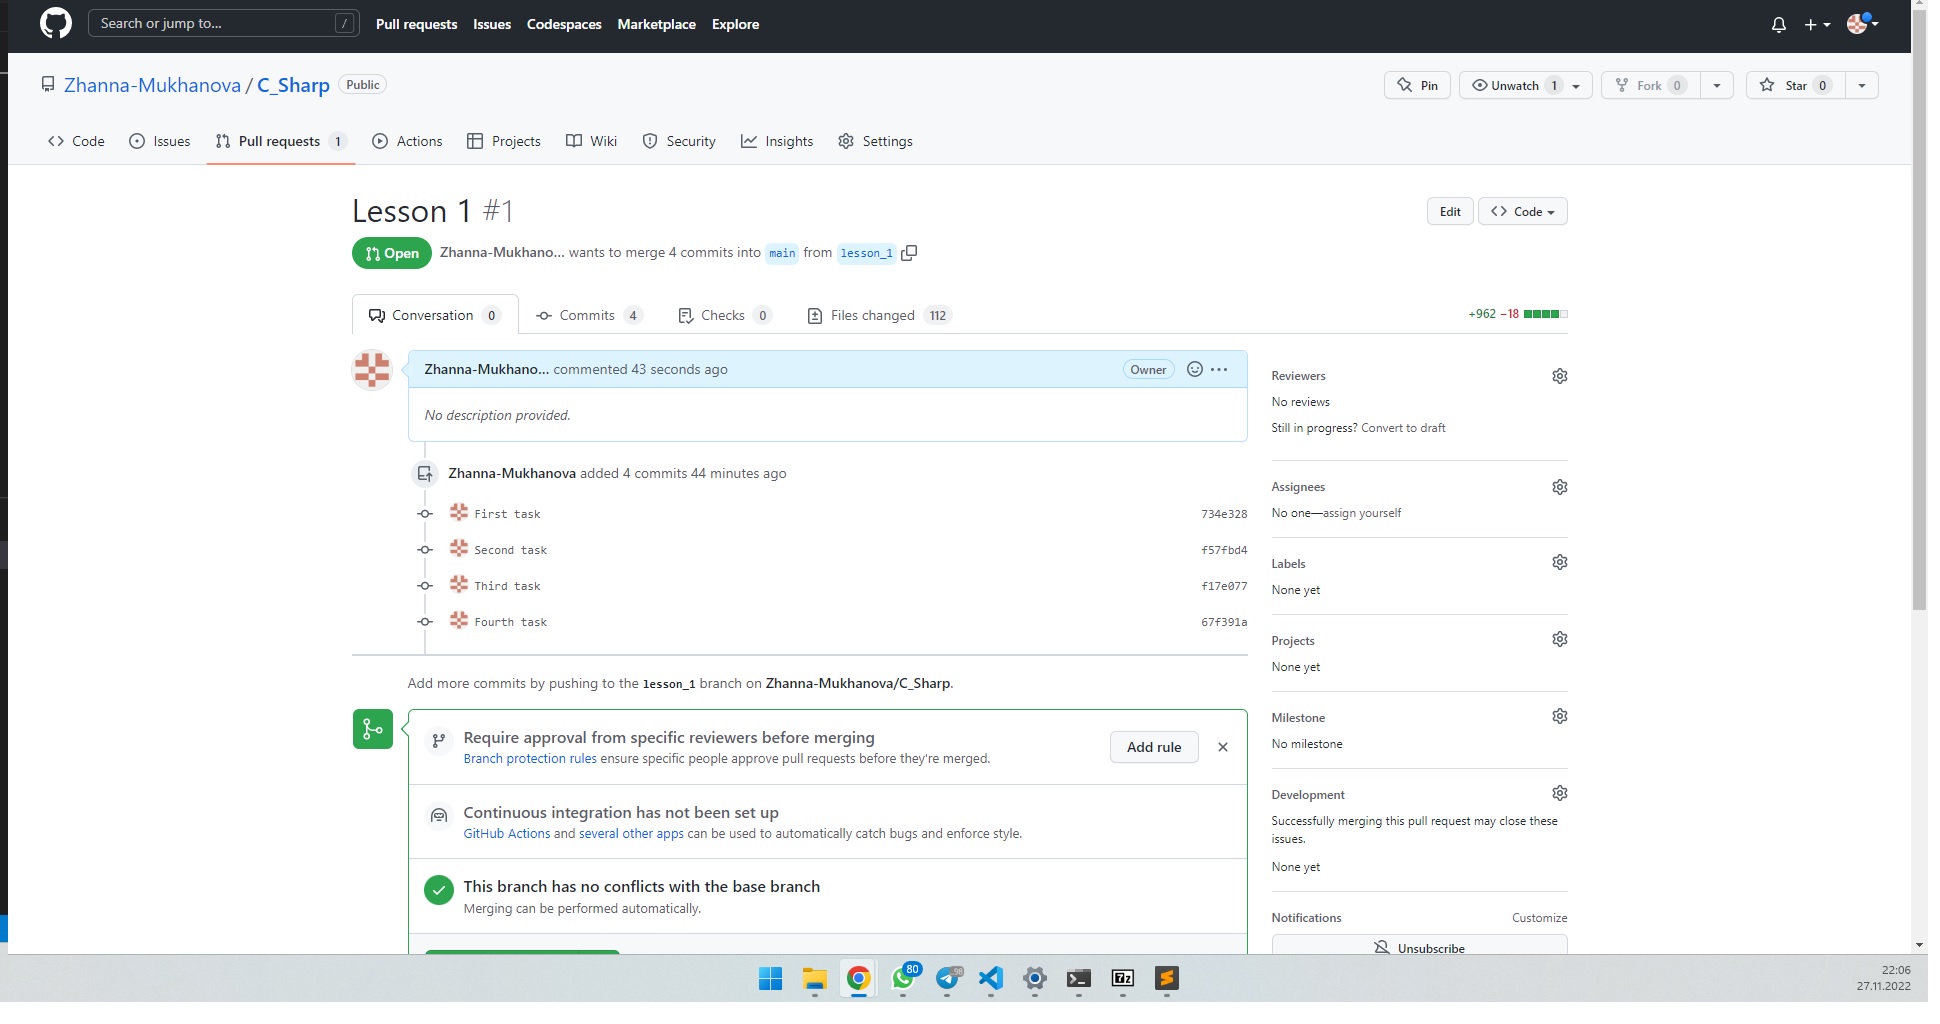 Search or jump to... /
Pull requests Issues Codespaces Marketplace Explore
Zhanna-Mukhanova / C_Sharp Public
Pin Unwatch 1 Fork 0 Star 0
Code Issues Pull requests 1 Actions Projects Wiki Security Insights Settings
Lesson 1 #1
Edit Code
Open Zhanna-Mukhano... wants to merge 4 commits into main from lesson_1
Conversation 0 Commits 4 Checks 0 Files changed 112
+962 −18
Zhanna-Mukhano... commented 43 seconds ago Owner
No description provided.
Zhanna-Mukhanova added 4 commits 44 minutes ago
First task 734e328
Second task f57fbd4
Third task f17e077
Fourth task 67f391a
Add more commits by pushing to the lesson_1 branch on Zhanna-Mukhanova/C_Sharp.
Require approval from specific reviewers before merging
Branch protection rules ensure specific people approve pull requests before they're merged.
Add rule
Continuous integration has not been set up
GitHub Actions and several other apps can be used to automatically catch bugs and enforce style.
This branch has no conflicts with the base branch
Merging can be performed automatically.
Reviewers
No reviews
Still in progress? Convert to draft
Assignees
No one—assign yourself
Labels
None yet
Projects
None yet
Milestone
No milestone
Development
Successfully merging this pull request may close these
issues.
None yet
Notifications Customize
Unsubscribe
80
98
7z
22:06
27.11.2022